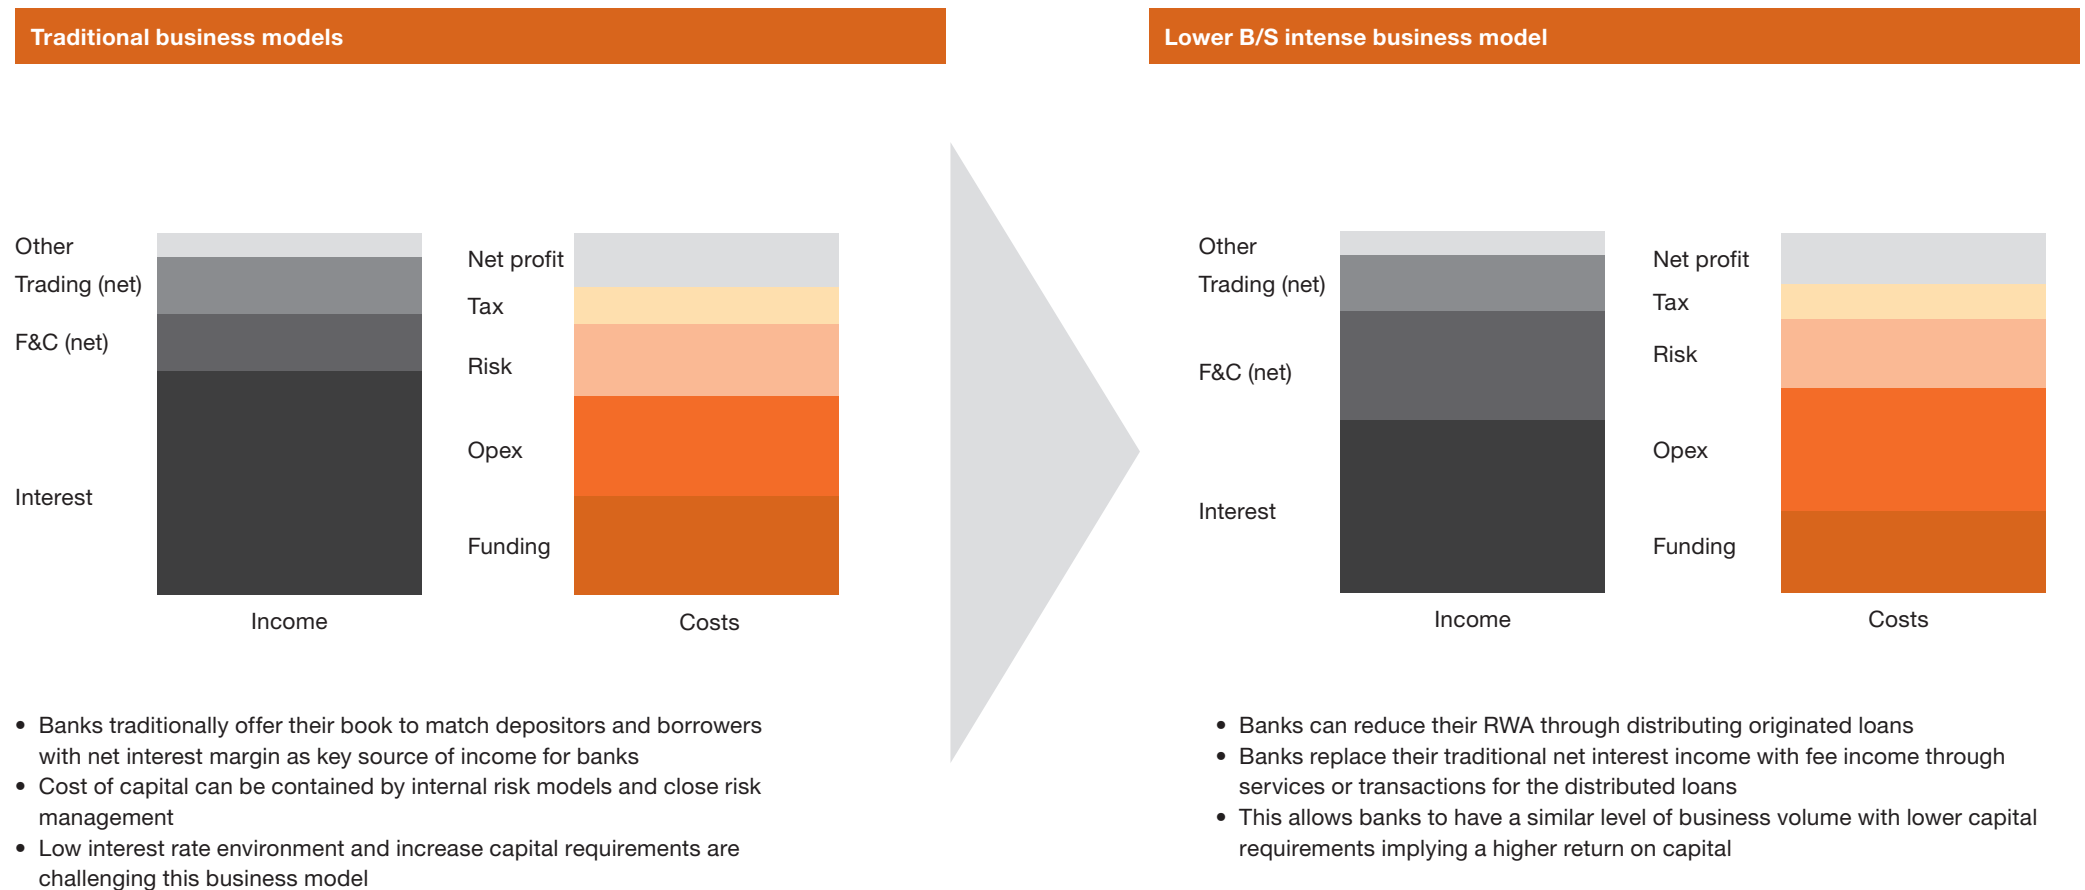 Traditional business models
Other
Trading (net)
F&C (net)
Interest
Income
Net profit
Tax
Risk
Opex
Funding
Costs
• Banks traditionally offer their book to match depositors and borrowers
with net interest margin as key source of income for banks
• Cost of capital can be contained by internal risk models and close risk
management
• Low interest rate environment and increase capital requirements are
challenging this business model
Lower B/S intense business model
Other
Trading (net)
F&C (net)
Interest
Income
Net profit
Tax
Risk
Opex
Funding
Costs
• Banks can reduce their RWA through distributing originated loans
• Banks replace their traditional net interest income with fee income through
services or transactions for the distributed loans
• This allows banks to have a similar level of business volume with lower capital
requirements implying a higher return on capital